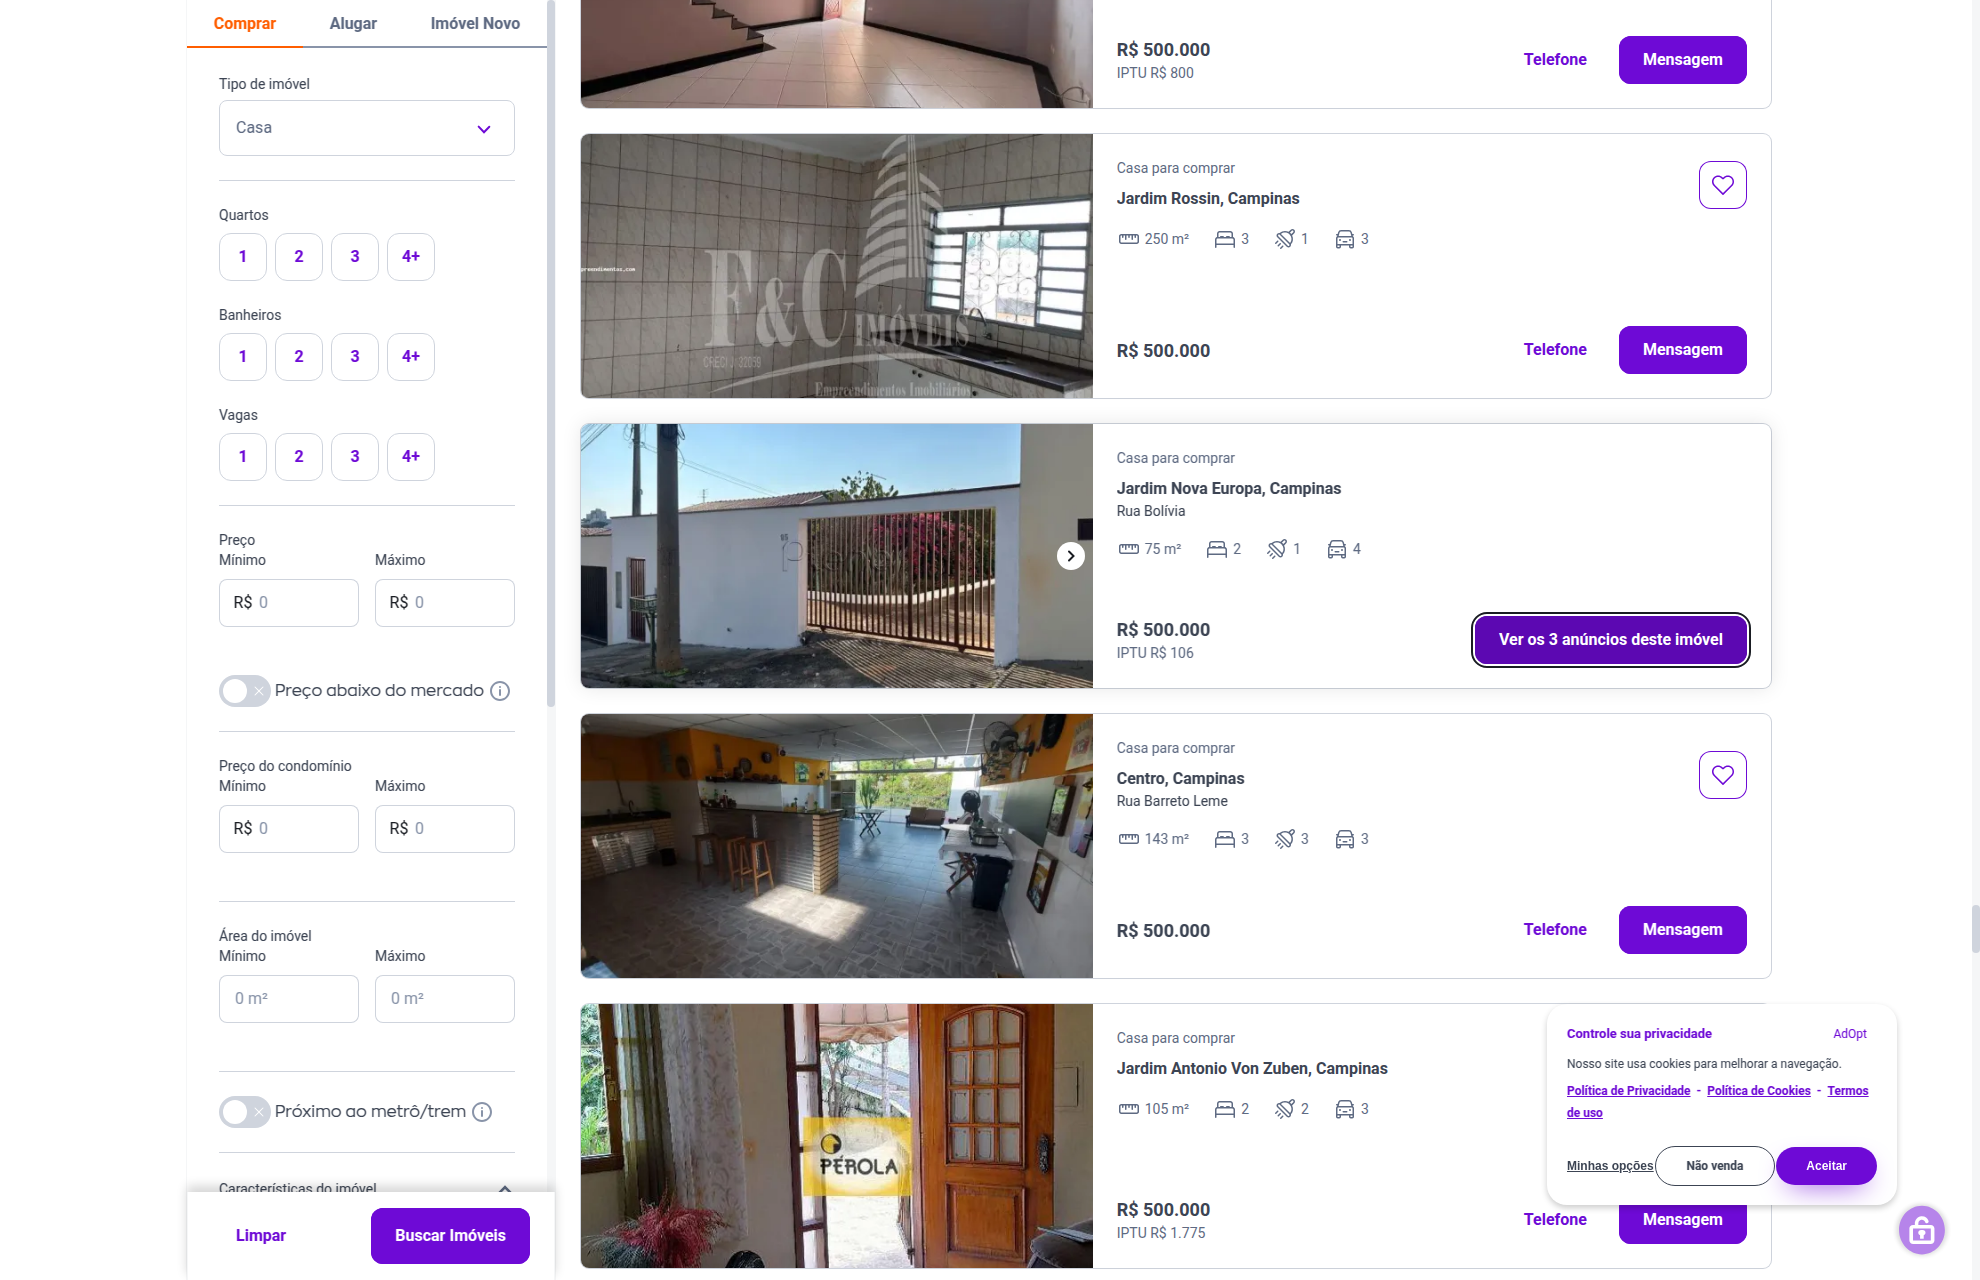 Comprar
Alugar
Imóvel Novo
Tipo de imóvel
Casa
Quartos
1
2
3
4+
Banheiros
1
2
3
4+
Vagas
1
2
3
4+
Preço
Mínimo
Máximo
R$ 0
R$ 0
Preço abaixo do mercado
Preço do condomínio
Mínimo
Máximo
R$ 0
R$ 0
Área do imóvel
Mínimo
Máximo
0 m²
0 m²
Próximo ao metrô/trem
Características do imóvel
Limpar
Buscar Imóveis
R$ 500.000
IPTU R$ 800
Telefone
Mensagem
preendimentos.com
F&C IMÓVEIS
CRECI J 32059
Empreendimentos Imobiliários
Casa para comprar
Jardim Rossin, Campinas
250 m²
3
1
3
R$ 500.000
Telefone
Mensagem
Casa para comprar
Jardim Nova Europa, Campinas
Rua Bolívia
75 m²
2
1
4
R$ 500.000
IPTU R$ 106
Ver os 3 anúncios deste imóvel
Casa para comprar
Centro, Campinas
Rua Barreto Leme
143 m²
3
3
3
R$ 500.000
Telefone
Mensagem
PÉROLA
Casa para comprar
Jardim Antonio Von Zuben, Campinas
105 m²
2
2
3
R$ 500.000
IPTU R$ 1.775
Telefone
Mensagem
Controle sua privacidade
AdOpt
Nosso site usa cookies para melhorar a navegação.
Política de Privacidade - Política de Cookies - Termos
de uso
Minhas opções
Não venda
Aceitar